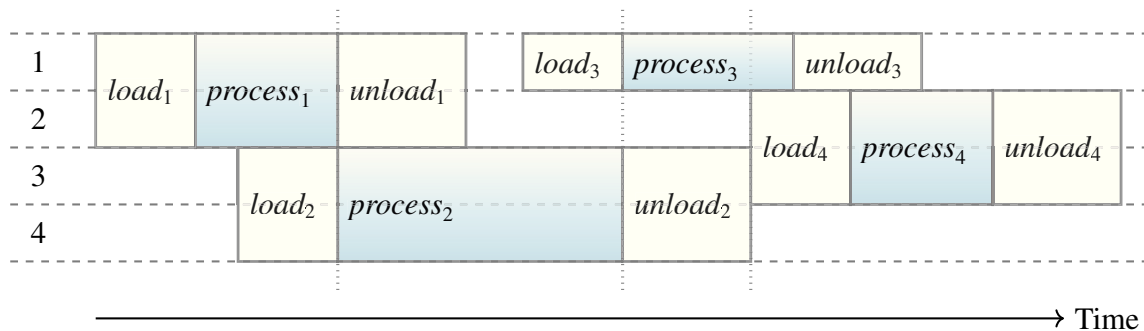 1
load₁ process₁ unload₁
load₃ process₃ unload₃
2
load₄ process₄ unload₄
3
load₂ process₂ unload₂
4
Time